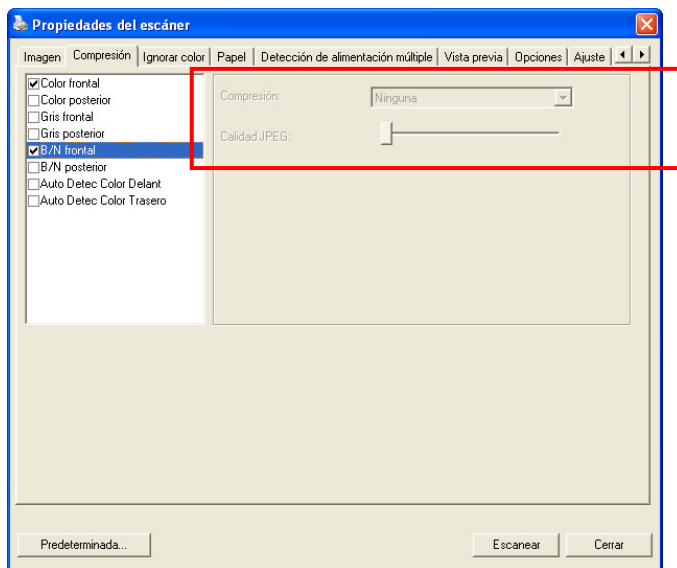 Propiedades del escáner
Imagen Compresión Ignorar color Papel Detección de alimentación múltiple Vista previa Opciones Ajuste
Color frontal
Color posterior
Gris frontal
Gris posterior
B/N frontal
B/N posterior
Auto Detec Color Delant
Auto Detec Color Trasero
Compresión: Ninguna
Calidad JPEG:
Predeterminada... Escanear Cerrar